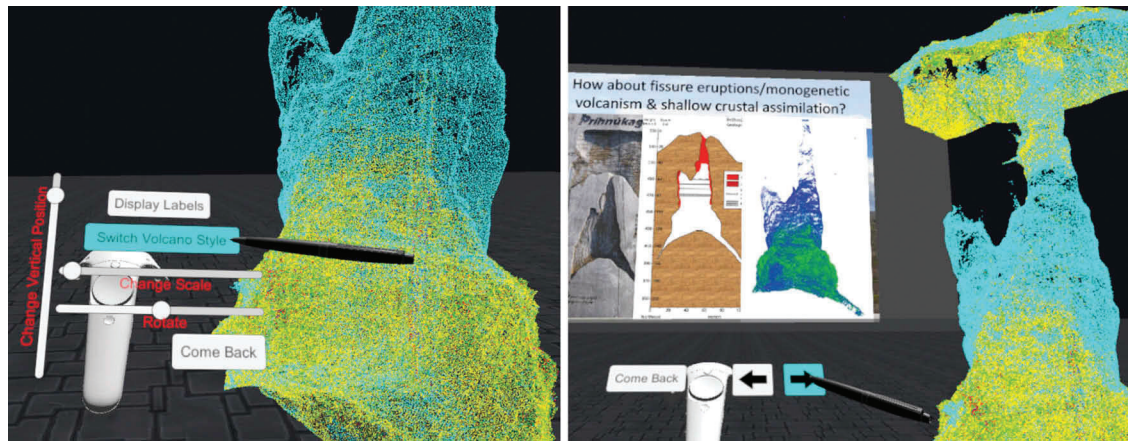 Display Labels
Switch Volcano Style
Change Vertical Position
Change Scale
Rotate
Come Back
How about fissure eruptions/monogenetic
volcanism & shallow crustal assimilation?
Þríhnúkag
Come Back